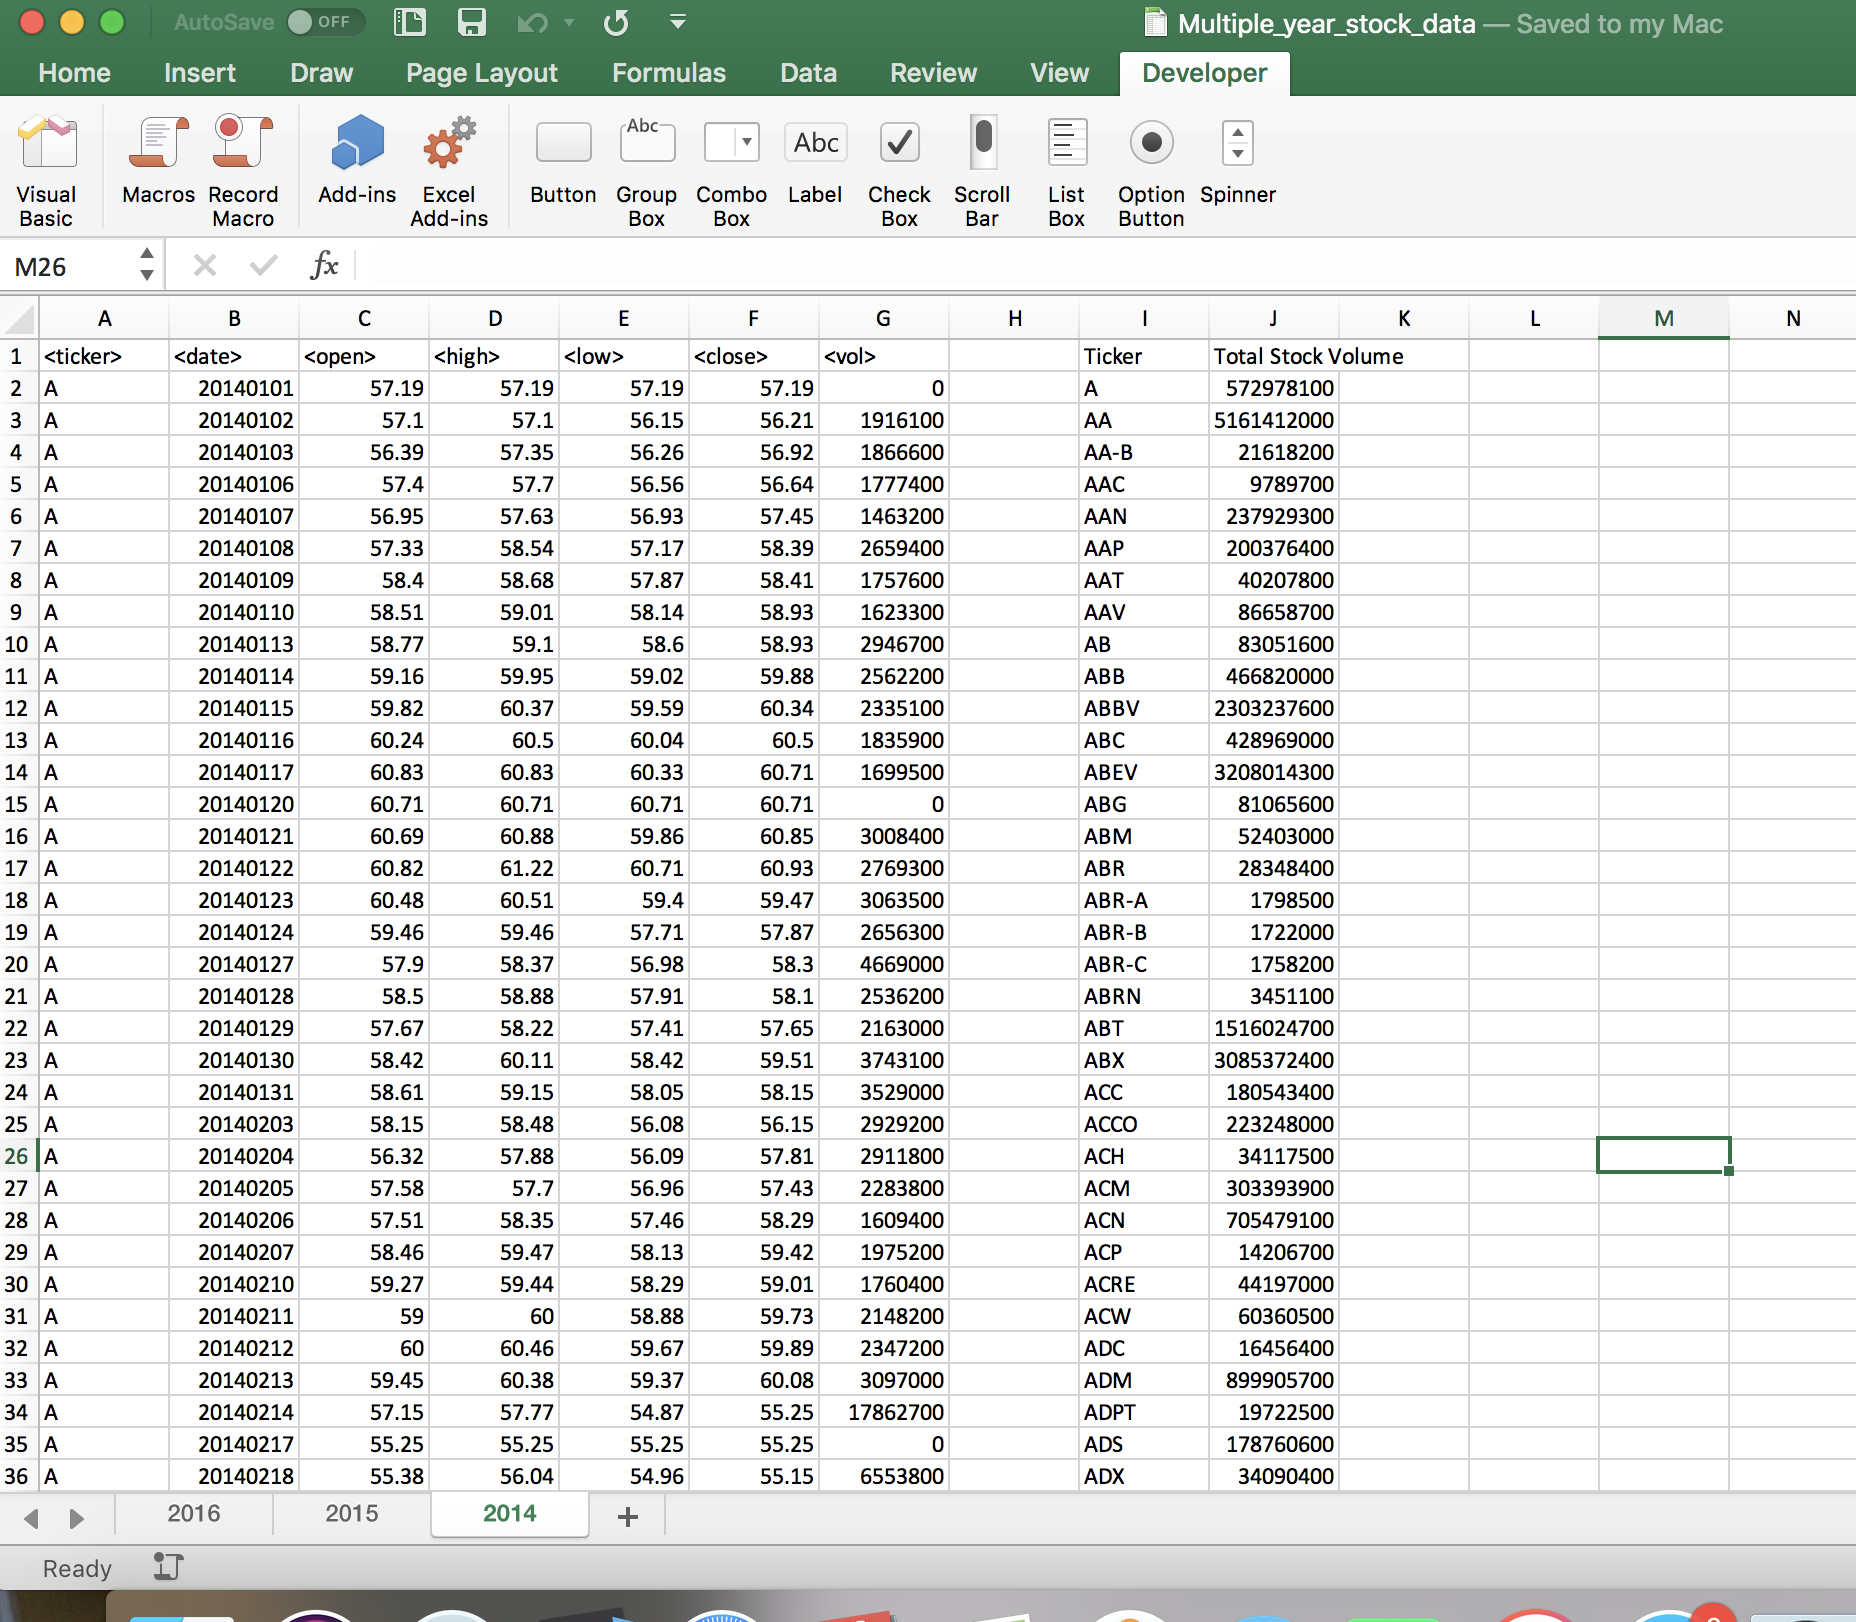 AutoSave OFF Multiple_year_stock_data — Saved to my Mac
Home Insert Draw Page Layout Formulas Data Review View Developer
Visual Basic Macros Record Macro Add-ins Excel Add-ins Button Abc Group Box Combo Box Abc Label Check Box Scroll Bar List Box Option Button Spinner
M26 fx
A B C D E F G H I J K L M N
1 <ticker> <date> <open> <high> <low> <close> <vol> Ticker Total Stock Volume
2 A 20140101 57.19 57.19 57.19 57.19 0 A 572978100
3 A 20140102 57.1 57.1 56.15 56.21 1916100 AA 5161412000
4 A 20140103 56.39 57.35 56.26 56.92 1866600 AA-B 21618200
5 A 20140106 57.4 57.7 56.56 56.64 1777400 AAC 9789700
6 A 20140107 56.95 57.63 56.93 57.45 1463200 AAN 237929300
7 A 20140108 57.33 58.54 57.17 58.39 2659400 AAP 200376400
8 A 20140109 58.4 58.68 57.87 58.41 1757600 AAT 40207800
9 A 20140110 58.51 59.01 58.14 58.93 1623300 AAV 86658700
10 A 20140113 58.77 59.1 58.6 58.93 2946700 AB 83051600
11 A 20140114 59.16 59.95 59.02 59.88 2562200 ABB 466820000
12 A 20140115 59.82 60.37 59.59 60.34 2335100 ABBV 2303237600
13 A 20140116 60.24 60.5 60.04 60.5 1835900 ABC 428969000
14 A 20140117 60.83 60.83 60.33 60.71 1699500 ABEV 3208014300
15 A 20140120 60.71 60.71 60.71 60.71 0 ABG 81065600
16 A 20140121 60.69 60.88 59.86 60.85 3008400 ABM 52403000
17 A 20140122 60.82 61.22 60.71 60.93 2769300 ABR 28348400
18 A 20140123 60.48 60.51 59.4 59.47 3063500 ABR-A 1798500
19 A 20140124 59.46 59.46 57.71 57.87 2656300 ABR-B 1722000
20 A 20140127 57.9 58.37 56.98 58.3 4669000 ABR-C 1758200
21 A 20140128 58.5 58.88 57.91 58.1 2536200 ABRN 3451100
22 A 20140129 57.67 58.22 57.41 57.65 2163000 ABT 1516024700
23 A 20140130 58.42 60.11 58.42 59.51 3743100 ABX 3085372400
24 A 20140131 58.61 59.15 58.05 58.15 3529000 ACC 180543400
25 A 20140203 58.15 58.48 56.08 56.15 2929200 ACCO 223248000
26 A 20140204 56.32 57.88 56.09 57.81 2911800 ACH 34117500
27 A 20140205 57.58 57.7 56.96 57.43 2283800 ACM 303393900
28 A 20140206 57.51 58.35 57.46 58.29 1609400 ACN 705479100
29 A 20140207 58.46 59.47 58.13 59.42 1975200 ACP 14206700
30 A 20140210 59.27 59.44 58.29 59.01 1760400 ACRE 44197000
31 A 20140211 59 60 58.88 59.73 2148200 ACW 60360500
32 A 20140212 60 60.46 59.67 59.89 2347200 ADC 16456400
33 A 20140213 59.45 60.38 59.37 60.08 3097000 ADM 899905700
34 A 20140214 57.15 57.77 54.87 55.25 17862700 ADPT 19722500
35 A 20140217 55.25 55.25 55.25 55.25 0 ADS 178760600
36 A 20140218 55.38 56.04 54.96 55.15 6553800 ADX 34090400
2016 2015 2014 +
Ready